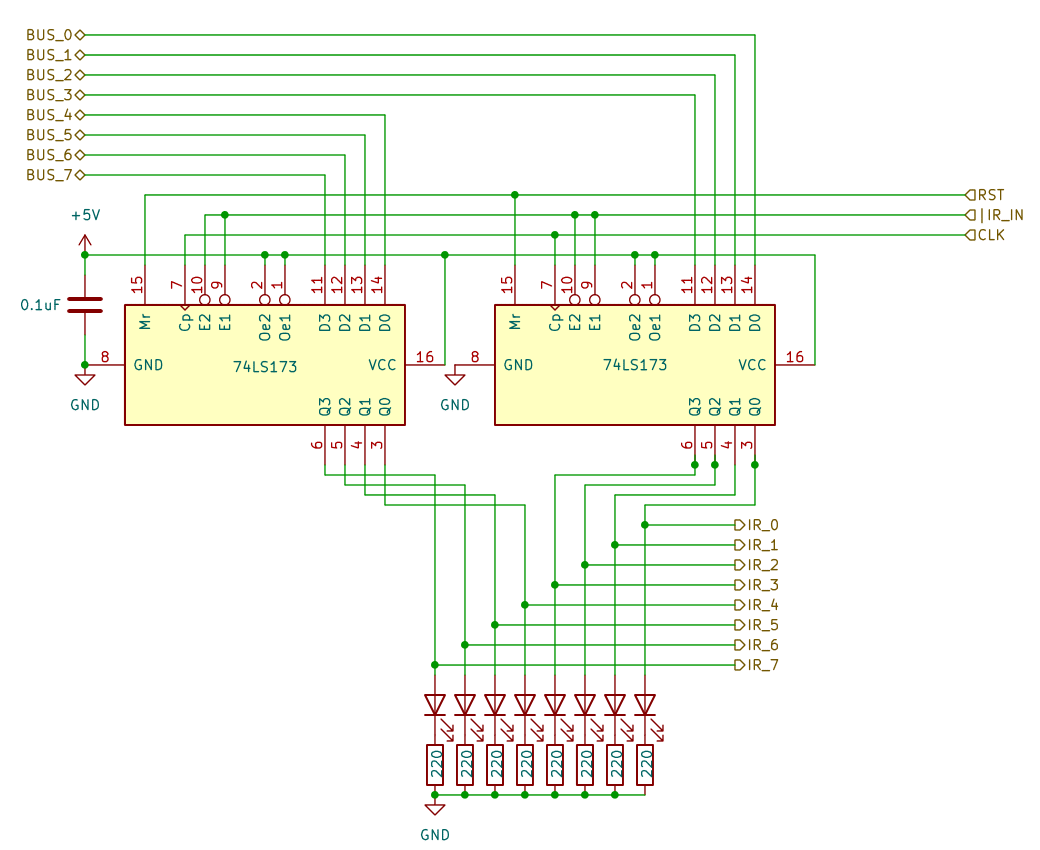 BUS_0
BUS_1
BUS_2
BUS_3
BUS_4
BUS_5
BUS_6
BUS_7
RST
+5V
|IR_IN
CLK
15 7 10 9 2 1 11 12 13 14
15 7 10 9 2 1 11 12 13 14
0.1uF
Mr Cp E2 E1 Oe2 Oe1 D3 D2 D1 D0
Mr Cp E2 E1 Oe2 Oe1 D3 D2 D1 D0
8 GND 74LS173 VCC 16
8 GND 74LS173 VCC 16
GND
GND
Q3 Q2 Q1 Q0
Q3 Q2 Q1 Q0
6 5 4 3
6 5 4 3
IR_0
IR_1
IR_2
IR_3
IR_4
IR_5
IR_6
IR_7
220 220 220 220 220 220 220 220
GND